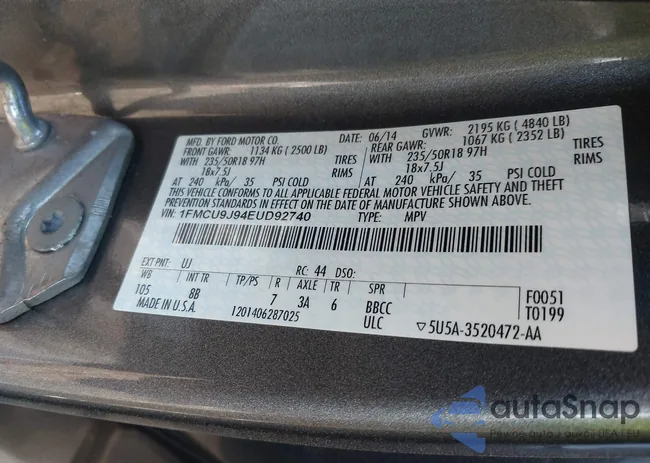 MFD. BY FORD MOTOR CO. DATE: 06/14 GVWR: 2195 KG ( 4840 LB)
FRONT GAWR: 1134 KG ( 2500 LB) REAR GAWR: 1067 KG ( 2352 LB)
WITH 235/50R18 97H TIRES WITH 235/50R18 97H TIRES
18x7.5J RIMS 18x7.5J RIMS
AT 240 kPa/ 35 PSI COLD AT 240 kPa/ 35 PSI COLD
THIS VEHICLE CONFORMS TO ALL APPLICABLE FEDERAL MOTOR VEHICLE SAFETY AND THEFT
PREVENTION STANDARDS IN EFFECT ON THE DATE OF MANUFACTURE SHOWN ABOVE.
VIN: 1FMCU9J94EUD92740 TYPE: MPV
EXT PNT: UJ RC: 44 DSO:
WB INT TR TP/PS R AXLE TR SPR
105 8B 7 3A 6 BBCC F0051
MADE IN U.S.A. 1201406287025 ULC T0199
▽5U5A-3520472-AA
autaSnap